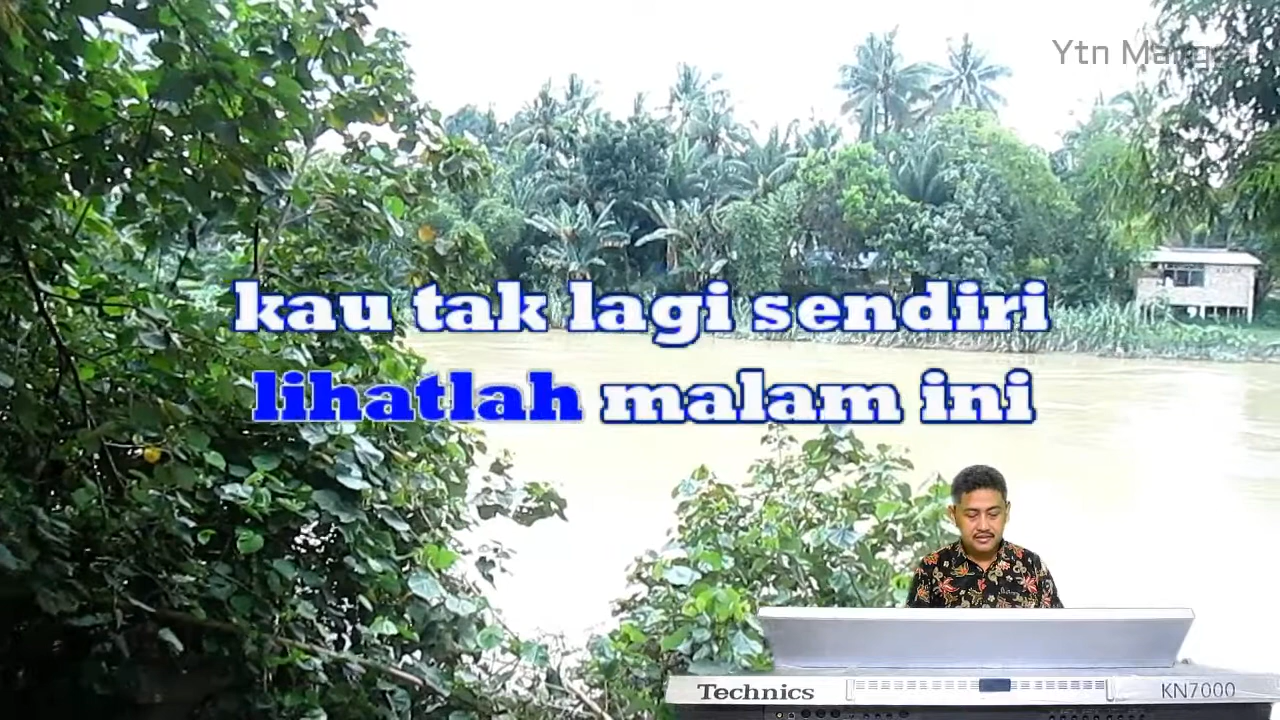 Ytn
kau tak lagi sendiri
lihatlah malam ini
Technics
KN7000